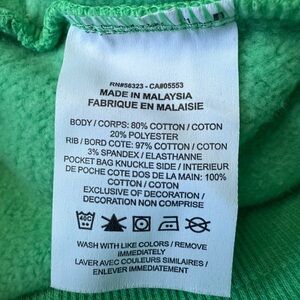 RN#56323 - CA#05553
MADE IN MALAYSIA
FABRIQUE EN MALAISIE
BODY / CORPS: 80% COTTON / COTON
20% POLYESTER
RIB / BORD COTE: 97% COTTON / COTON
3% SPANDEX / ELASTHANNE
POCKET BAG KNUCKLE SIDE / INTERIEUR
DE POCHE COTE DOS DE LA MAIN: 100%
COTTON / COTON
EXCLUSIVE OF DECORATION /
DECORATION NON COMPRISE
WASH WITH LIKE COLORS / REMOVE
IMMEDIATELY
LAVER AVEC COULEURS SIMILAIRES /
ENLEVER IMMEDIATEMENT